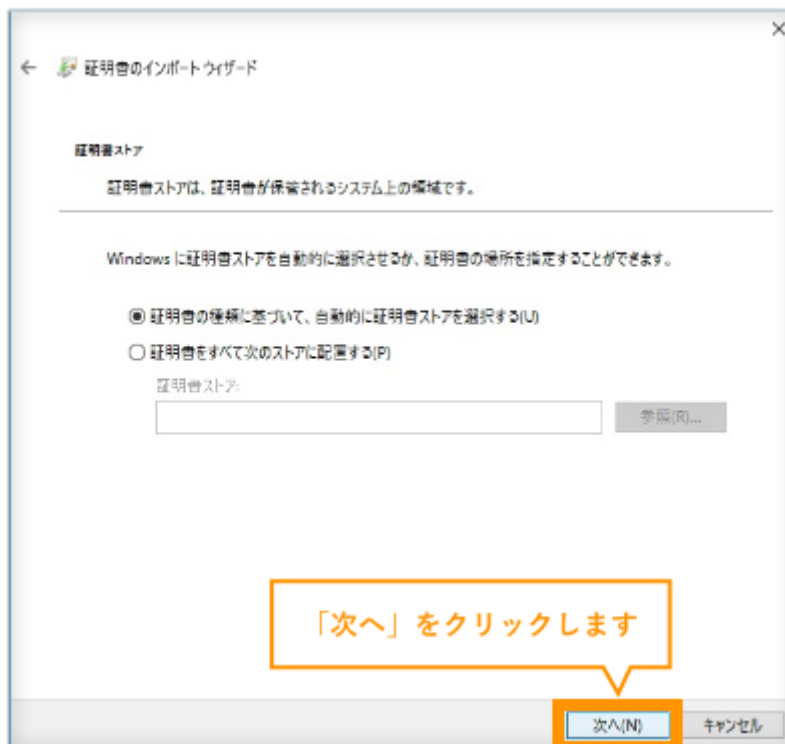 証明書のインポート ウィザード
証明書ストア
証明書ストアは、証明書が保管されるシステム上の領域です。
Windows に証明書ストアを自動的に選択させるか、証明書の場所を指定することができます。
証明書の種類に基づいて、自動的に証明書ストアを選択する(U)
証明書をすべて次のストアに配置する(P)
証明書ストア:
参照(R)...
「次へ」をクリックします
次へ(N) キャンセル